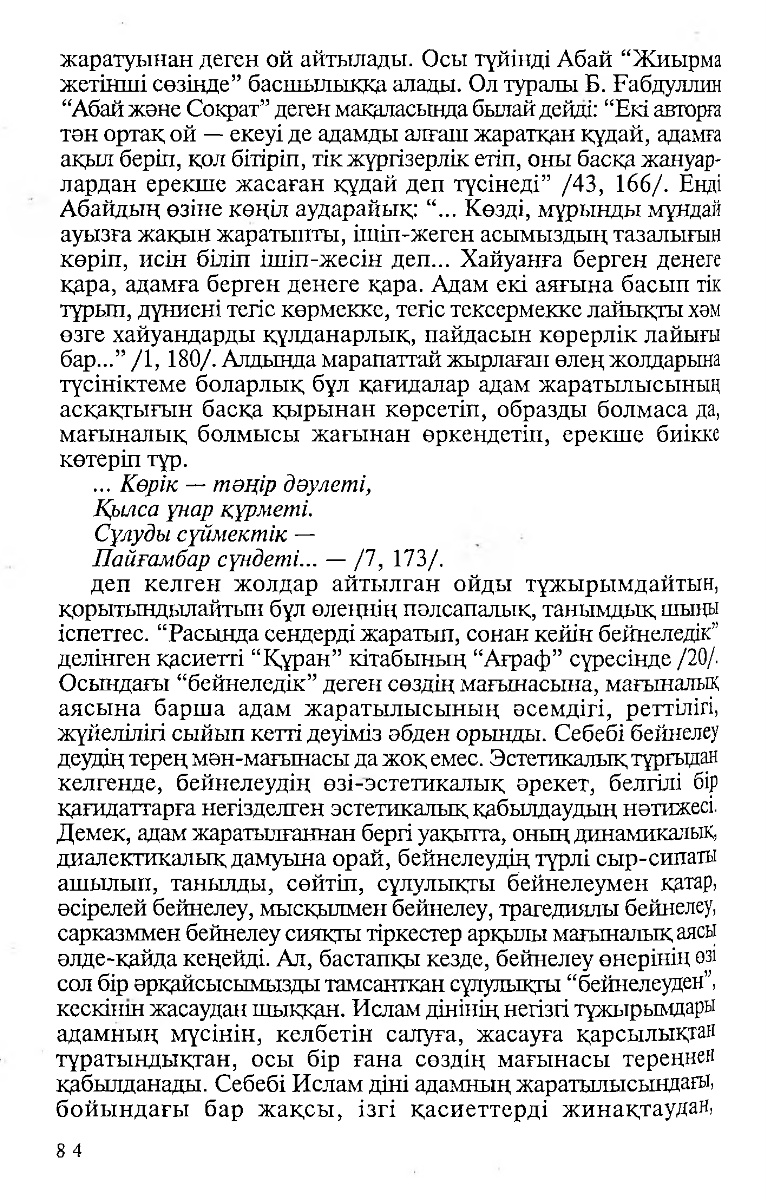 жаратуынан деген ой айтылады. Осы түйінді Абай “Жиырма
жетінші сөзінде” басшылыққа алады. Ол туралы Б. Ғабдуллин
“Абай және Сократ” деген мақаласында былай дейді: “Екі авторға
тән ортақ ой — екеуі де адамды алғаш жаратқан құдай, адамға
ақыл беріп, қол бітіріп, тік жүргізерлік етіп, оны басқа жануар-
лардан ерекше жасаған құдай деп түсінеді” /43, 166/. Енді
Абайдың өзіне көңіл аударайық: “... Көзді, мұрынды мұндай
ауызға жақын жаратыпты, ішіп-жеген асымыздың тазалығын
көріп, исін біліп ішіп-жесін деп... Хайуанға берген денеге
қара, адамға берген денеге қара. Адам екі аяғына басып тік
тұрып, дүниені тегіс көрмекке, тегіс тексермекке лайықты хәм
өзге хайуандарды құлданарлық, пайдасын көрерлік лайығы
бар...” /1, 180/. Алдында марапаттай жырлаған өлең жолдарына
түсініктеме боларлық бұл қағидалар адам жаратылысының
асқақтығын басқа қырынан көрсетіп, образды болмаса да,
мағыналық болмысы жағынан өркендетіп, ерекше биікке
көтеріп тұр.
... Көрік — тәңір дәулеті,
Қылса ұнар құрметі.
Сұлуды сүймектік —
Пайғамбар сүндеті... — /7, 173/.
деп келген жолдар айтылған ойды тұжырымдайтын,
қорытындылайтын бұл өлеңнің пәлсапалық, танымдық шыңы
іспеттес. “Расында сендерді жаратып, сонан кейін бейнеледік”
делінген қасиетті “Құран” кітабының “Ағраф” сүресінде /20/.
Осындағы “бейнеледік” деген сөздің мағынасына, мағыналық
аясына барша адам жаратылысының әсемдігі, реттілігі,
жүйелілігі сыйып кетті деуіміз әбден орынды. Себебі бейнелеу
деудің терең мән-мағынасы да жоқ емес. Эстетикалық тұрғыдан
келгенде, бейнелеудің өзі-эстетикалық әрекет, белгілі бір
қағидаттарға негізделген эстетикалық қабылдаудың нәтижесі.
Демек, адам жаратылғаннан бергі уақытта, оның динамикалық,
диалектикалық дамуына орай, бейнелеудің түрлі сыр-сипаты
ашылып, танылды, сөйтіп, сұлулықты бейнелеумен қатар,
әсірелей бейнелеу, мысқылмен бейнелеу, трагедиялы бейнелеу,
сарказммен бейнелеу сияқты тіркестер арқылы мағыналық аясы
әлде-қайда кеңейді. Ал, бастапқы кезде, бейнелеу өнерінің өзі
сол бір әрқайсысымызды тамсантқан сұлулықты “бейнелеуден”,
кескінін жасаудан шыққан. Ислам дінінің негізгі тұжырымдары
адамның мүсінін, келбетін салуға, жасауға қарсылықтан
тұратындықтан, осы бір ғана сөздің мағынасы тереңнен
қабылданады. Себебі Ислам діні адамның жаратылысындағы,
бойындағы бар жақсы, ізгі қасиеттерді жинақтаудан,
84